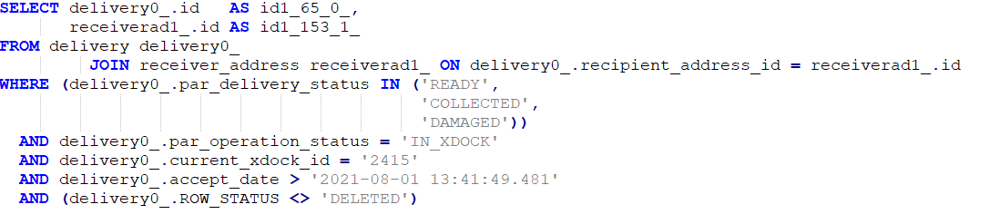 SELECT delivery0_.id   AS id1_65_0_,
       receiverad1_.id AS id1_153_1_
FROM delivery delivery0_
         JOIN receiver_address receiverad1_ ON delivery0_.recipient_address_id = receiverad1_.id
WHERE (delivery0_.par_delivery_status IN ('READY',
                                          'COLLECTED',
                                          'DAMAGED'))
  AND delivery0_.par_operation_status = 'IN_XDOCK'
  AND delivery0_.current_xdock_id = '2415'
  AND delivery0_.accept_date > '2021-08-01 13:41:49.481'
  AND (delivery0_.ROW_STATUS <> 'DELETED')